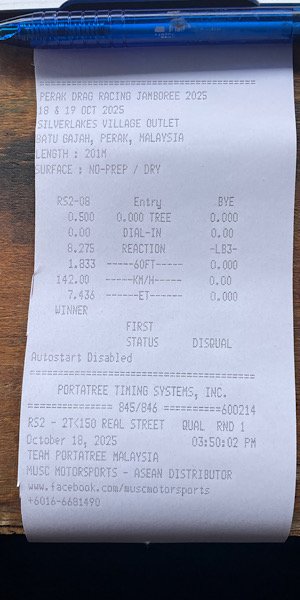 ========================================
PERAK DRAG RACING JAMBOREE 2025
18 & 19 OCT 2025
SILVERLAKES VILLAGE OUTLET
BATU GAJAH, PERAK, MALAYSIA
LENGTH : 201M
SURFACE : NO-PREP / DRY
RS2-08 Entry BYE
0.500 0.000 TREE 0.000
0.00 DIAL-IN 0.00
8.275 REACTION -LB3-
1.833 -----60FT----- 0.000
142.00 -----KM/H----- 0.00
7.436 ------ET------ 0.000
WINNER
FIRST
STATUS DISQUAL
Autostart Disabled
========================================
PORTATREE TIMING SYSTEMS, INC.
=============== 845/846 ==========600214
RS2 - 2TK150 REAL STREET QUAL RND 1
October 18, 2025 03:50:02 PM
TEAM PORTATREE MALAYSIA
MUSC MOTORSPORTS - ASEAN DISTRIBUTOR
www.facebook.com/muscmotorsports
+6016-6681490